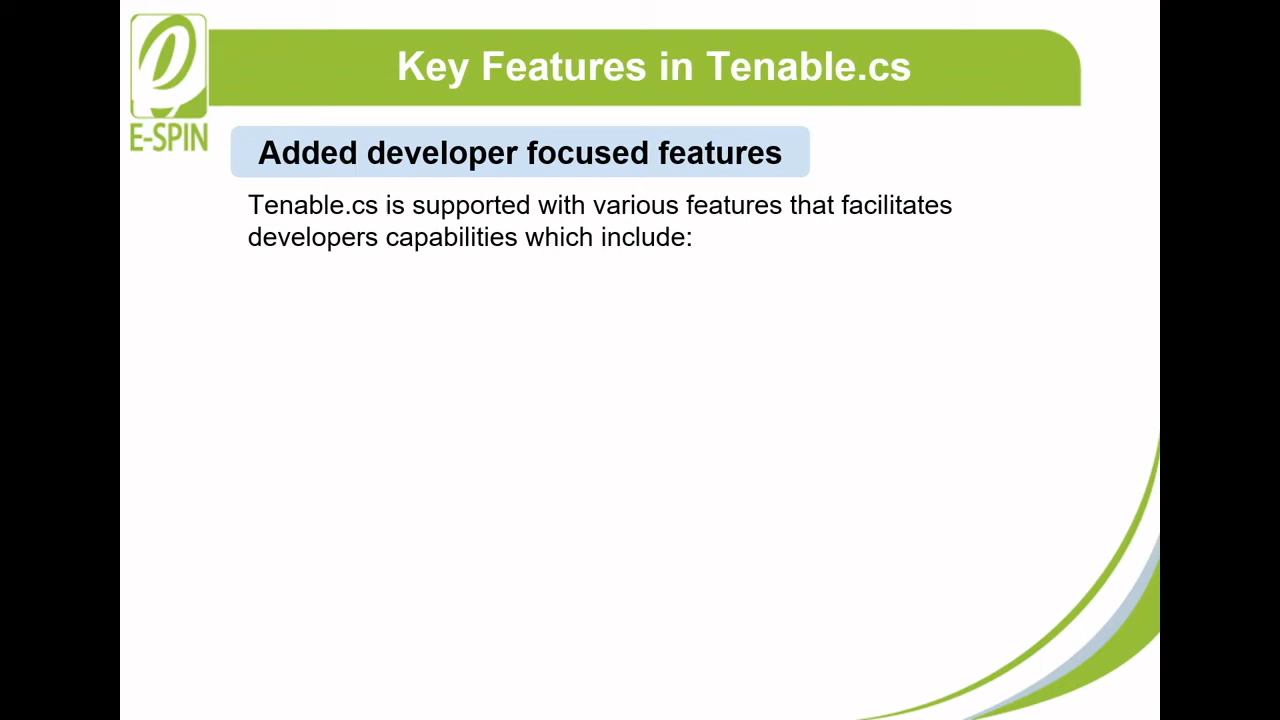 Key Features in Tenable.cs
E-SPIN
Added developer focused features
Tenable.cs is supported with various features that facilitates
developers capabilities which include: